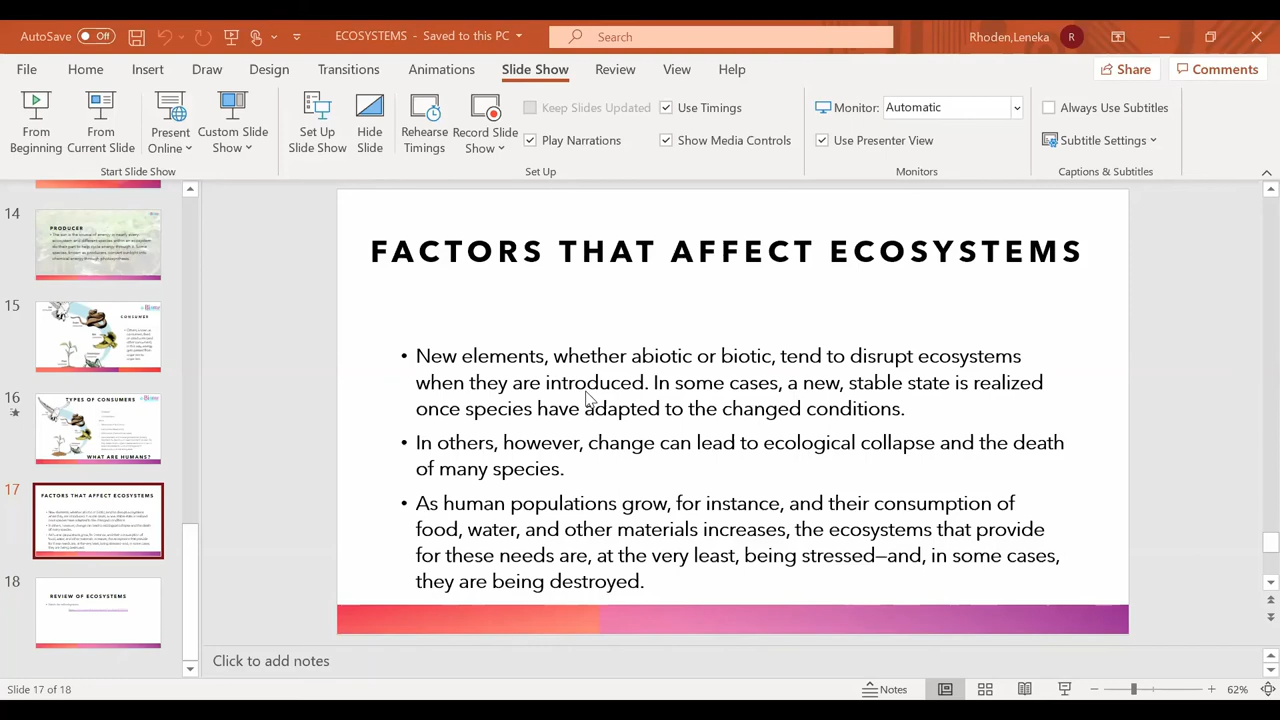 AutoSave Off ECOSYSTEMS - Saved to this PC Search Rhoden,Leneka R
File Home Insert Draw Design Transitions Animations Slide Show Review View Help Share Comments
From Beginning
From Current Slide
Present Online
Custom Slide Show
Start Slide Show
Set Up Slide Show
Hide Slide
Rehearse Timings
Record Slide Show
Keep Slides Updated
Play Narrations
Use Timings
Show Media Controls
Set Up
Monitor: Automatic
Use Presenter View
Monitors
Always Use Subtitles
Subtitle Settings
Captions & Subtitles
14
PRODUCER
15
CONSUMER
16
TYPES OF CONSUMERS
WHAT ARE HUMANS?
17
FACTORS THAT AFFECT ECOSYSTEMS
18
REVIEW OF ECOSYSTEMS
FACTORS THAT AFFECT ECOSYSTEMS
• New elements, whether abiotic or biotic, tend to disrupt ecosystems
when they are introduced. In some cases, a new, stable state is realized
once species have adapted to the changed conditions.
• In others, however, change can lead to ecological collapse and the death
of many species.
• As human populations grow, for instance, and their consumption of
food, water, and other materials increases, the ecosystems that provide
for these needs are, at the very least, being stressed—and, in some cases,
they are being destroyed.
Click to add notes
Slide 17 of 18 Notes 62%